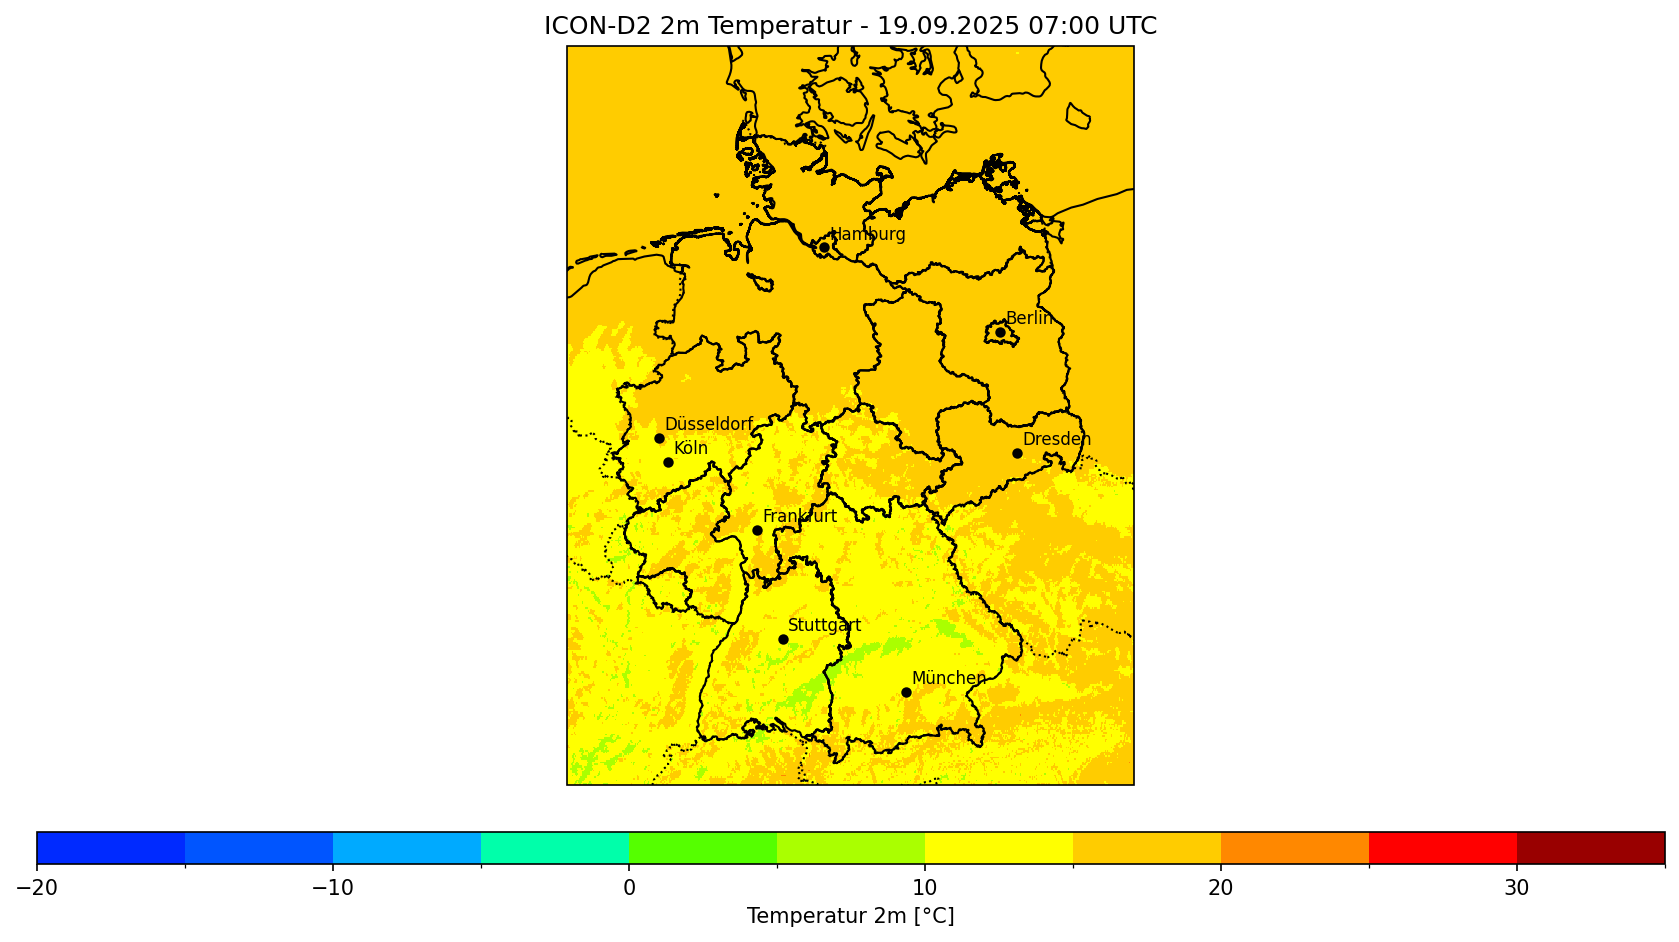 ICON-D2 2m Temperatur - 19.09.2025 07:00 UTC
Hamburg
Berlin
Düsseldorf
Dresden
Köln
Frankfurt
Stuttgart
München
−20 −10 0 10 20 30
Temperatur 2m [°C]